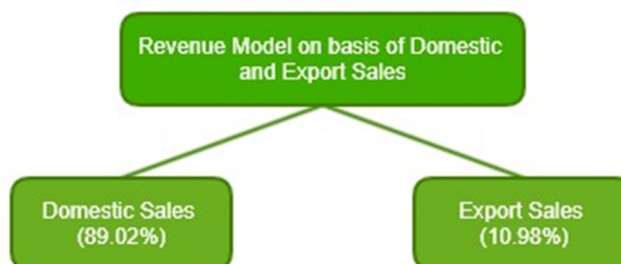 Revenue Model on basis of Domestic
and Export Sales
Domestic Sales
(89.02%)
Export Sales
(10.98%)